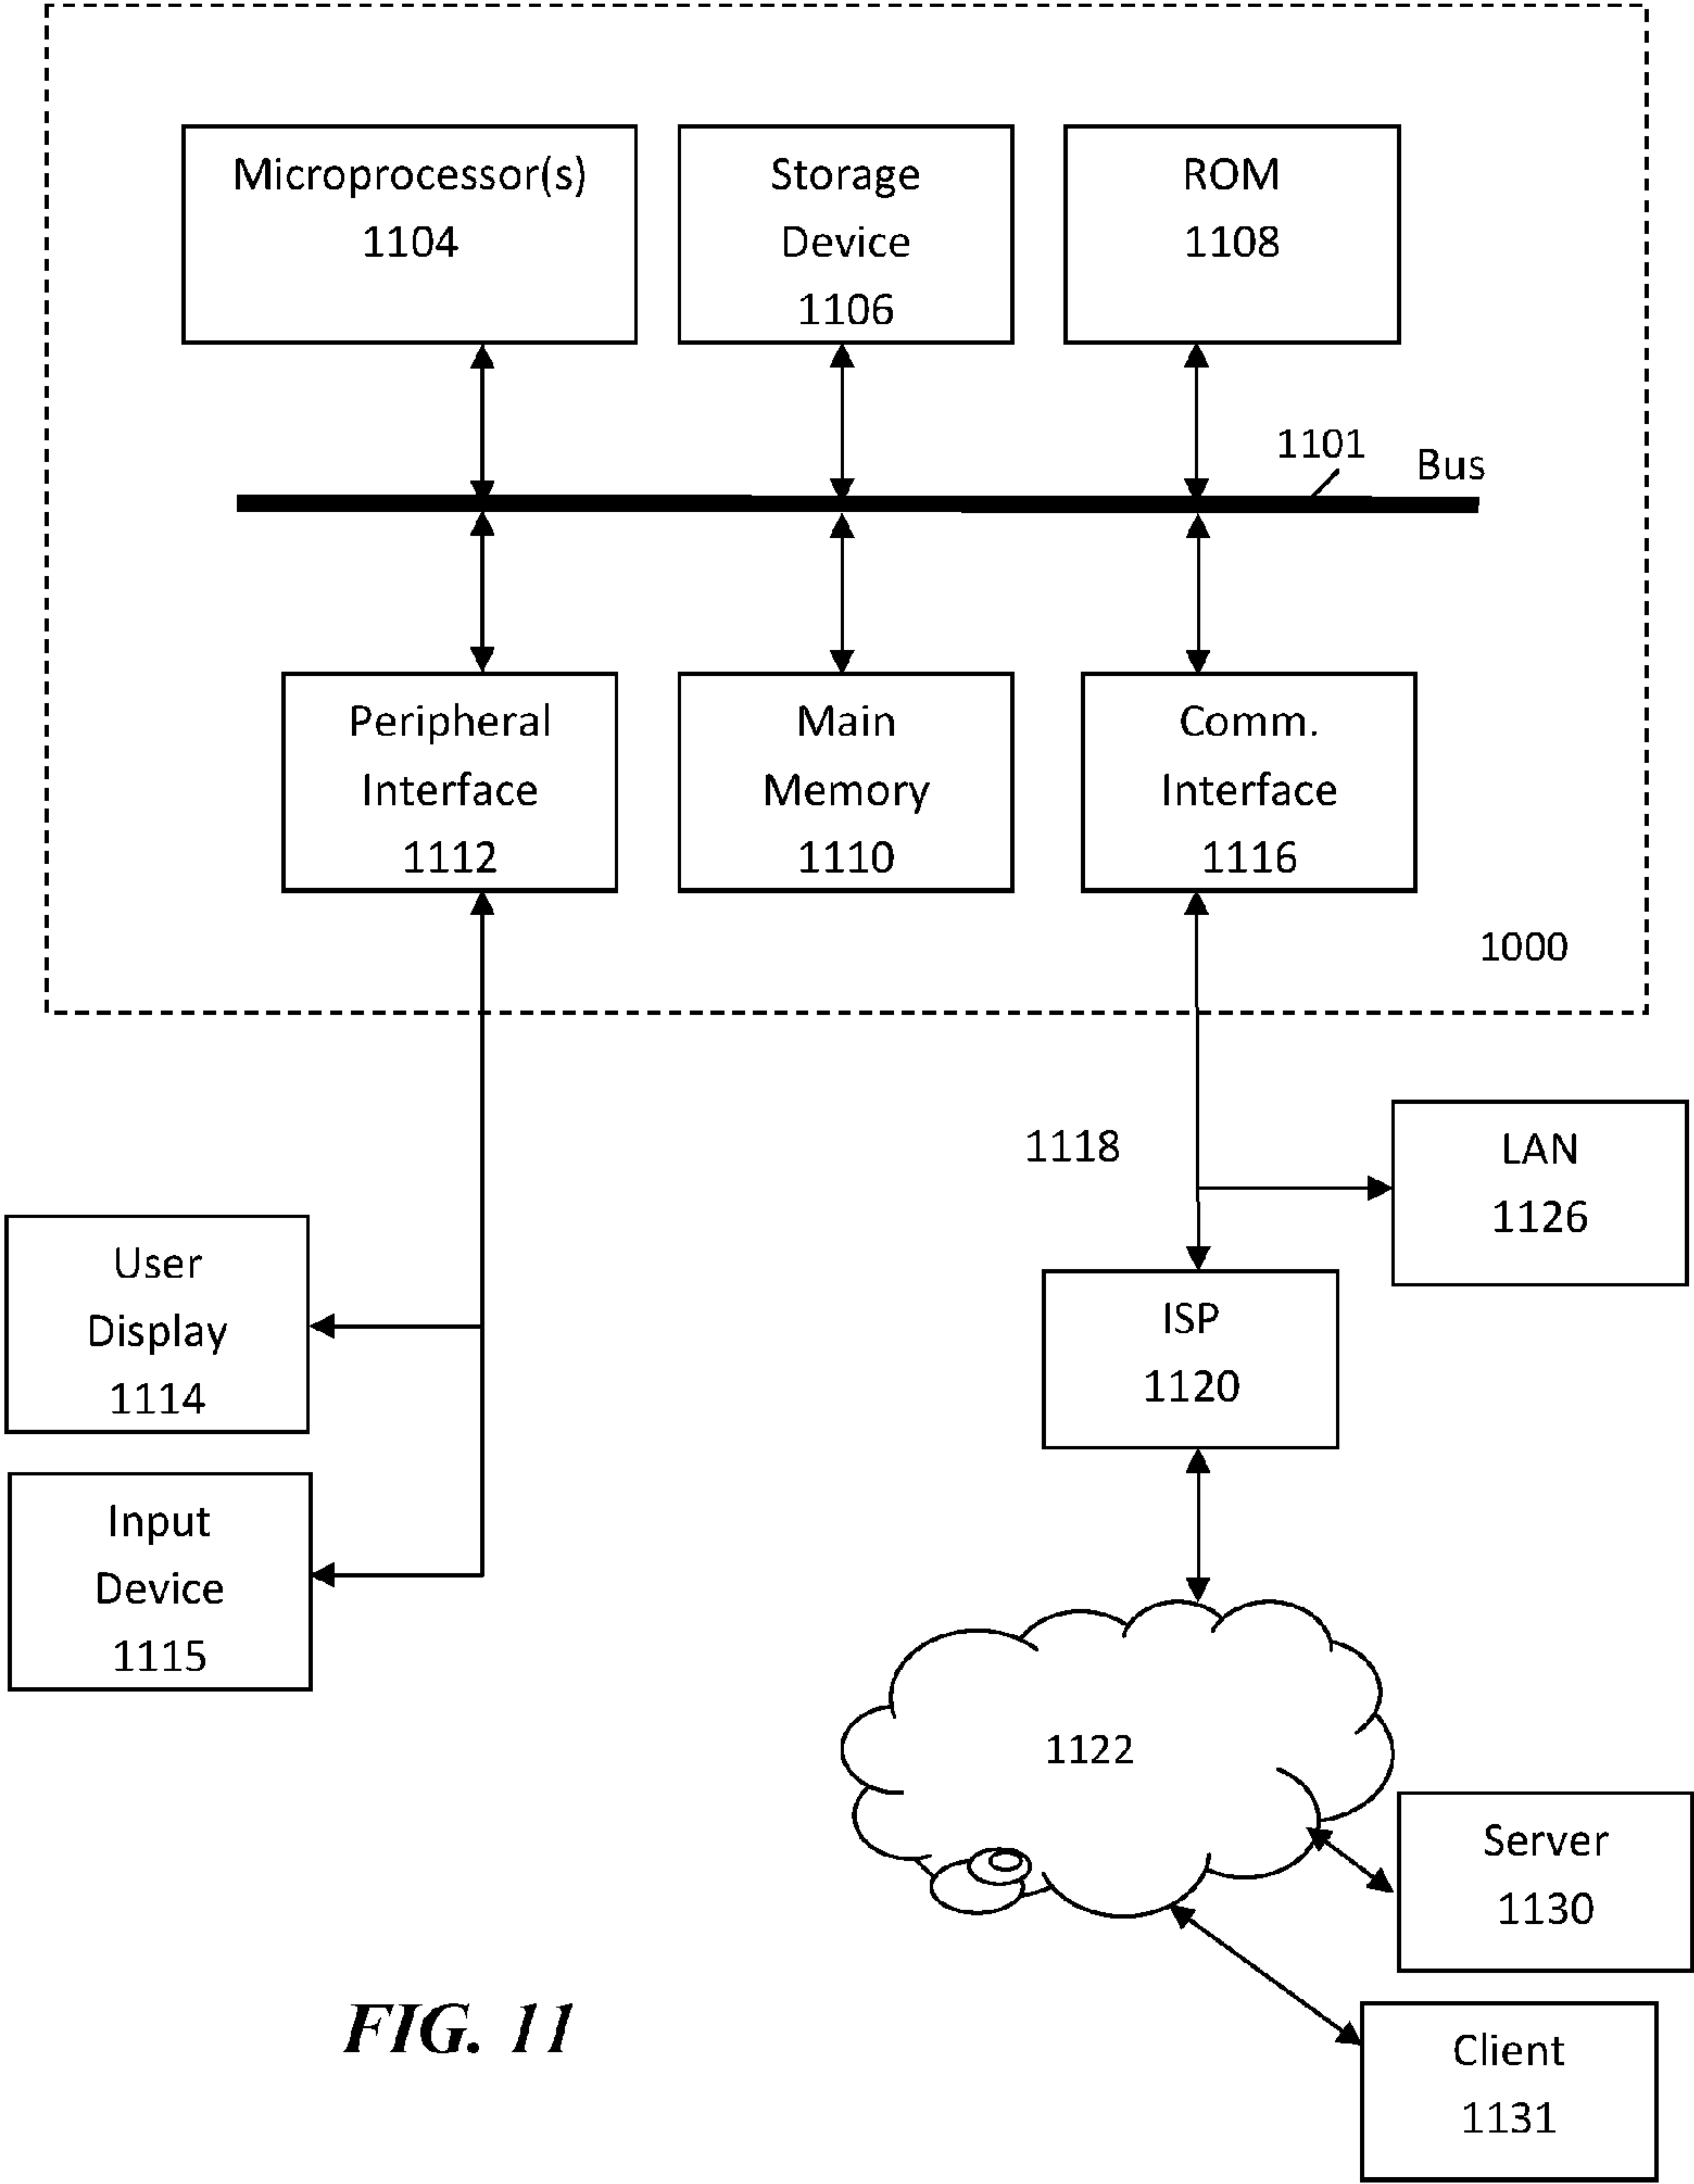 Microprocessor(s)
1104
Storage
Device
1106
ROM
1108
1101
Bus
Peripheral
Interface
1112
Main
Memory
1110
Comm.
Interface
1116
1000
1118
LAN
1126
User
Display
1114
ISP
1120
Input
Device
1115
1122
Server
1130
Client
1131
FIG. 11